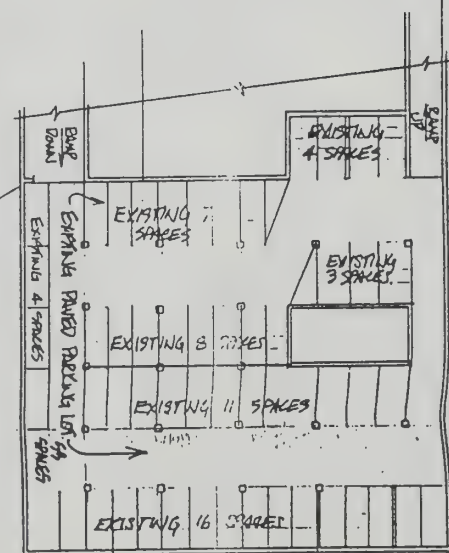 RAMP
DOWN
RAMP
UP
EXISTING
4 SPACES
EXISTING 7
SPACES
EXISTING 4 SPACES
EXISTING PAVED PARKING LOT
EXISTING
3 SPACES
EXISTING 8 SPACES
EXISTING 11 SPACES
SPACES
EXISTING 16 SPACES